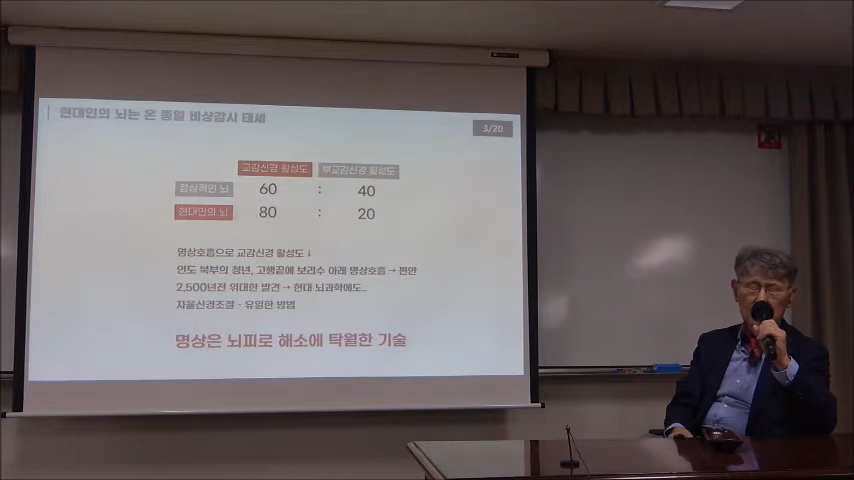 현대인의 뇌는 온 종일 비상감시 태세
3/20
교감신경 활성도 부교감신경 활성도
정상적인 뇌 60 : 40
현대인의 뇌 80 : 20
명상호흡으로 교감신경 활성도 ↓
인도 북부의 청년, 고행끝에 보리수 아래 명상호흡 → 편안
2,500년전 위대한 발견 → 현대 뇌과학에도..
자율신경조절 - 유일한 방법
명상은 뇌피로 해소에 탁월한 기술